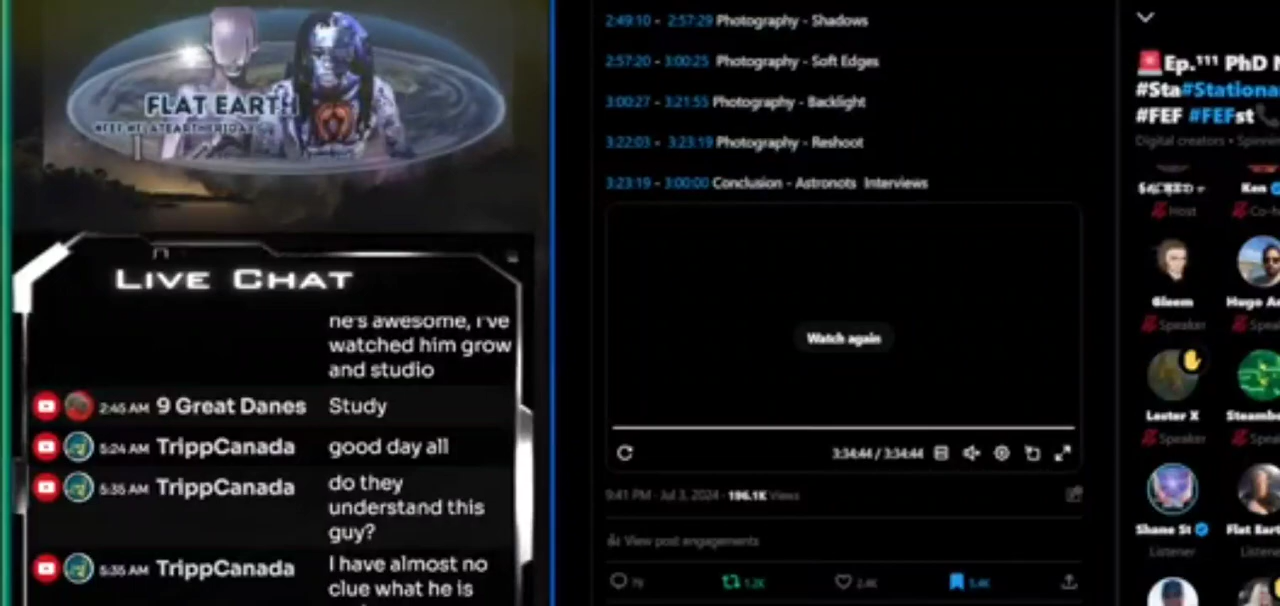 FLAT EARTH
LIVE CHAT
he's awesome, I've
watched him grow
and studio
2:45 AM 9 Great Danes Study
5:24 AM TrippCanada good day all
5:35 AM TrippCanada do they
understand this
guy?
5:35 AM TrippCanada I have almost no
clue what he is
2:49:10 - 2:57:29 Photography - Shadows
2:57:20 - 3:00:25 Photography - Soft Edges
3:00:27 - 3:21:55 Photography - Backlight
3:22:03 - 3:23:19 Photography - Reshoot
3:23:19 - 3:00:00 Conclusion - Astronots Interviews
Watch again
3:34:44 / 3:34:44
9:41 PM · Jul 3, 2024 · 196.1K Views
View post engagements
79 1.2K 2.4K 5.4K
🚨Ep.¹¹¹ PhD
#Sta#Stationa
#FEF #FEFst
Digital creators
Ken
Host Co-
Gleem Hugo
Speaker
Lester X
Speaker
Shane St Flat Eart
Listener Listene